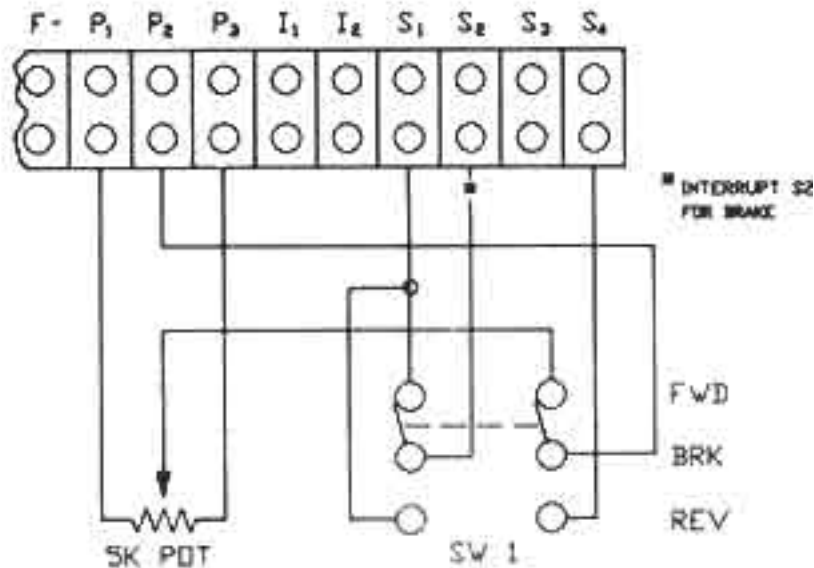 F- P₁ P₂ P₃ I₁ I₂ S₁ S₂ S₃ S₄
* INTERRUPT S2
FOR BRAKE
FWD
BRK
REV
5K POT
SW 1